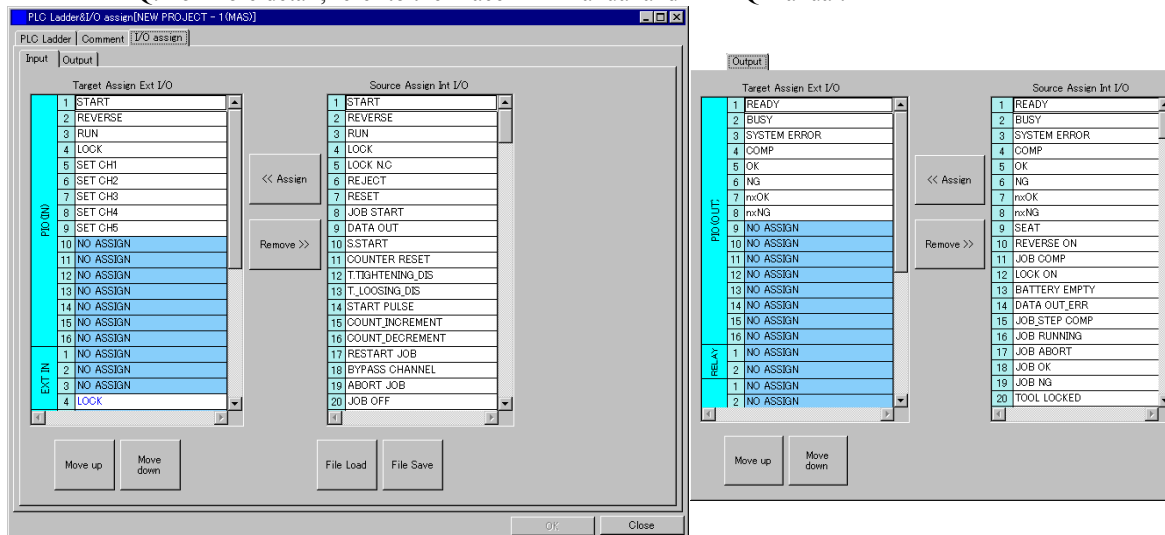 PLC Ladder&I/O assign[NEW PROJECT - 1(MAS)]
PLC Ladder Comment I/O assign
Input Output
Target Assign Ext I/O
PIO(IN)
1 START
2 REVERSE
3 RUN
4 LOCK
5 SET CH1
6 SET CH2
7 SET CH3
8 SET CH4
9 SET CH5
10 NO ASSIGN
11 NO ASSIGN
12 NO ASSIGN
13 NO ASSIGN
14 NO ASSIGN
15 NO ASSIGN
16 NO ASSIGN
EXT IN
1 NO ASSIGN
2 NO ASSIGN
3 NO ASSIGN
4 LOCK
<< Assign
Remove >>
Source Assign Int I/O
1 START
2 REVERSE
3 RUN
4 LOCK
5 LOCK N.C
6 REJECT
7 RESET
8 JOB START
9 DATA OUT
10 S.START
11 COUNTER RESET
12 T.TIGHTENING_DIS
13 T_LOOSING_DIS
14 START PULSE
15 COUNT_INCREMENT
16 COUNT_DECREMENT
17 RESTART JOB
18 BYPASS CHANNEL
19 ABORT JOB
20 JOB OFF
Move up
Move
down
File Load
File Save
OK
Close
Output
Target Assign Ext I/O
PIO(OUT)
1 READY
2 BUSY
3 SYSTEM ERROR
4 COMP
5 OK
6 NG
7 nxOK
8 nxNG
9 NO ASSIGN
10 NO ASSIGN
11 NO ASSIGN
12 NO ASSIGN
13 NO ASSIGN
14 NO ASSIGN
15 NO ASSIGN
16 NO ASSIGN
RELAY
1 NO ASSIGN
2 NO ASSIGN
1 NO ASSIGN
2 NO ASSIGN
<< Assign
Remove >>
Source Assign Int I/O
1 READY
2 BUSY
3 SYSTEM ERROR
4 COMP
5 OK
6 NG
7 nxOK
8 nxNG
9 SEAT
10 REVERSE ON
11 JOB COMP
12 LOCK ON
13 BATTERY EMPTY
14 DATA OUT_ERR
15 JOB_STEP COMP
16 JOB RUNNING
17 JOB ABORT
18 JOB OK
19 JOB NG
20 TOOL LOCKED
Move up
Move
down